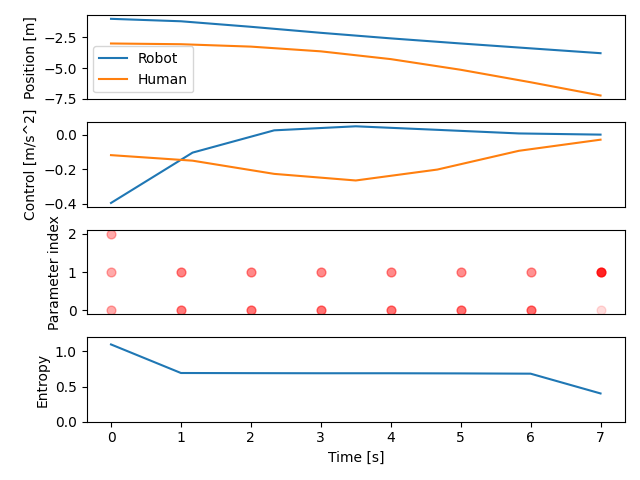 Position [m]
−2.5
−5.0
−7.5
Robot
Human
Control [m/s^2]
0.0
−0.2
−0.4
Parameter index
2
1
0
Entropy
1.0
0.5
0.0
0 1 2 3 4 5 6 7
Time [s]